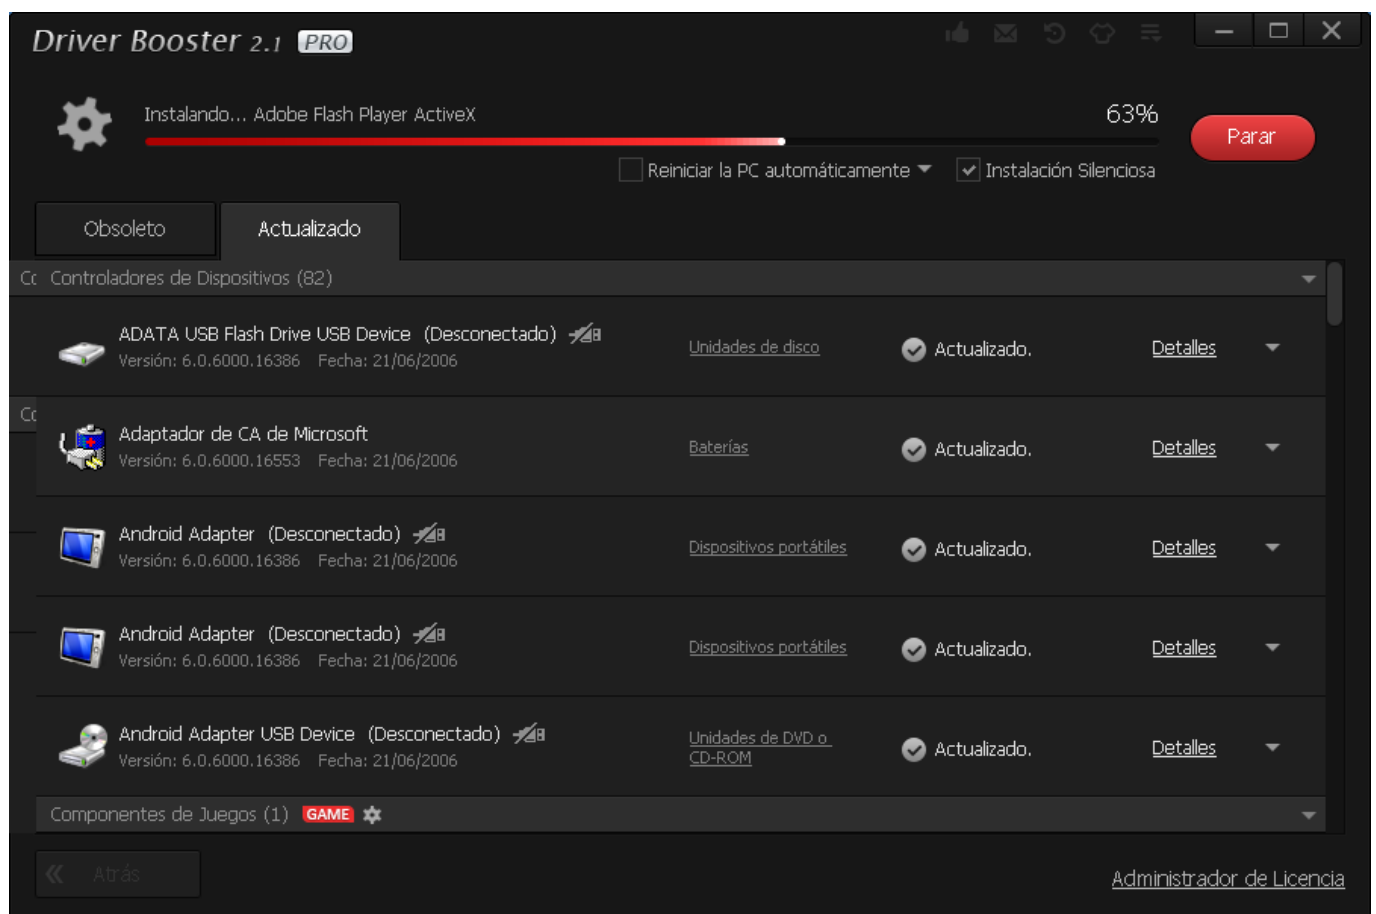 Driver Booster 2.1 PRO
Instalando... Adobe Flash Player ActiveX
63%
Parar
Reiniciar la PC automáticamente
Instalación Silenciosa
Obsoleto
Actualizado
Controladores de Dispositivos (82)
ADATA USB Flash Drive USB Device (Desconectado)
Versión: 6.0.6000.16386 Fecha: 21/06/2006
Unidades de disco
Actualizado.
Detalles
Adaptador de CA de Microsoft
Versión: 6.0.6000.16553 Fecha: 21/06/2006
Baterías
Actualizado.
Detalles
Android Adapter (Desconectado)
Versión: 6.0.6000.16386 Fecha: 21/06/2006
Dispositivos portátiles
Actualizado.
Detalles
Android Adapter (Desconectado)
Versión: 6.0.6000.16386 Fecha: 21/06/2006
Dispositivos portátiles
Actualizado.
Detalles
Android Adapter USB Device (Desconectado)
Versión: 6.0.6000.16386 Fecha: 21/06/2006
Unidades de DVD o
CD-ROM
Actualizado.
Detalles
Componentes de Juegos (1) GAME
Atrás
Administrador de Licencia